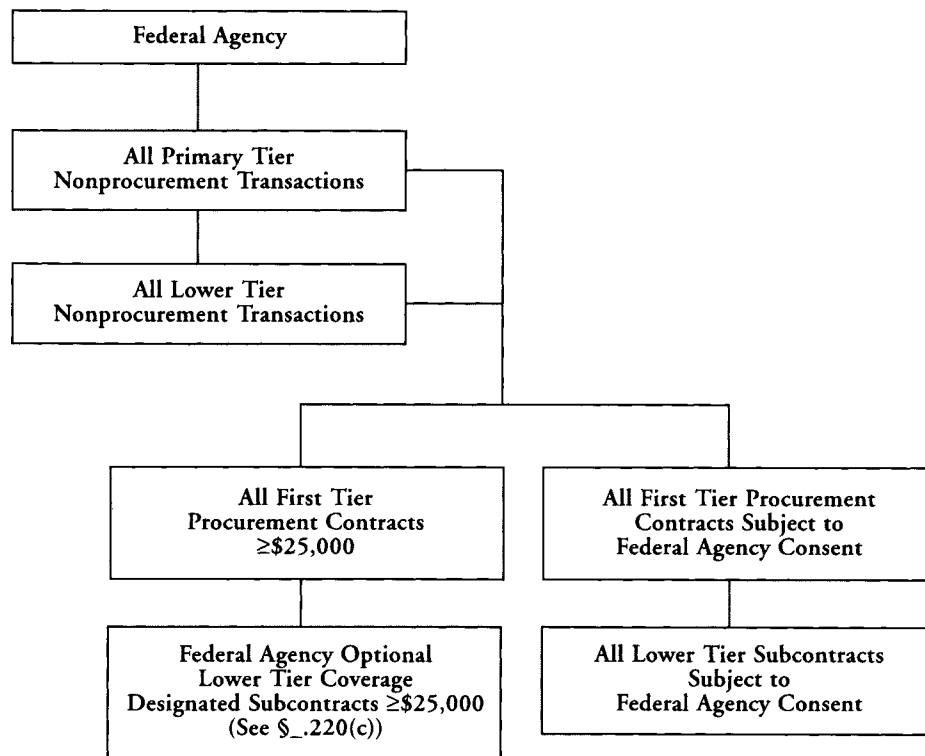 Federal Agency
All Primary Tier
Nonprocurement Transactions
All Lower Tier
Nonprocurement Transactions
All First Tier
Procurement Contracts
≥$25,000
All First Tier Procurement
Contracts Subject to
Federal Agency Consent
Federal Agency Optional
Lower Tier Coverage
Designated Subcontracts ≥$25,000
(See §_.220(c))
All Lower Tier Subcontracts
Subject to
Federal Agency Consent